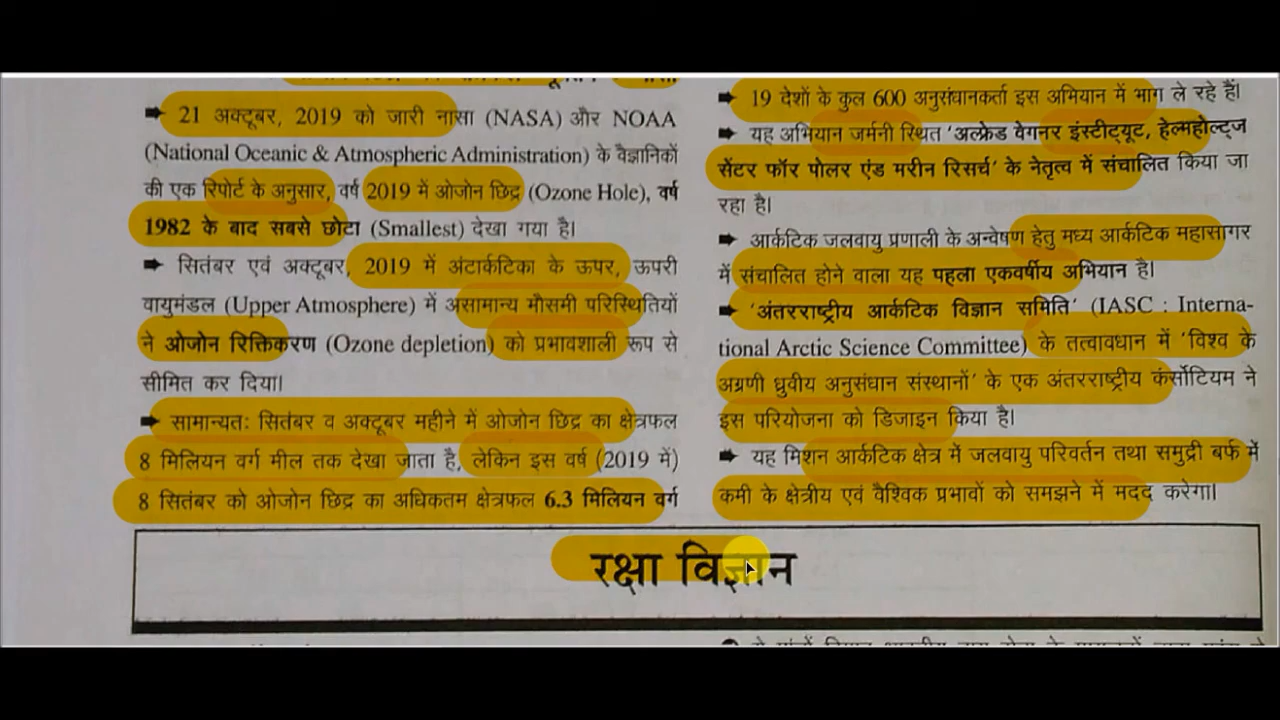 ➡ 21 अक्टूबर, 2019 को जारी नासा (NASA) और NOAA
(National Oceanic & Atmospheric Administration) के वैज्ञानिकों
की एक रिपोर्ट के अनुसार, वर्ष 2019 में ओजोन छिद्र (Ozone Hole), वर्ष
1982 के बाद सबसे छोटा (Smallest) देखा गया है।
➡ सितंबर एवं अक्टूबर, 2019 में अंटार्कटिका के ऊपर, ऊपरी
वायुमंडल (Upper Atmosphere) में असामान्य मौसमी परिस्थितियों
ने ओजोन रिक्तिकरण (Ozone depletion) को प्रभावशाली रूप से
सीमित कर दिया।
➡ सामान्यतः सितंबर व अक्टूबर महीने में ओजोन छिद्र का क्षेत्रफल
8 मिलियन वर्ग मील तक देखा जाता है, लेकिन इस वर्ष (2019 में)
8 सितंबर को ओजोन छिद्र का अधिकतम क्षेत्रफल 6.3 मिलियन वर्ग
➡ 19 देशों के कुल 600 अनुसंधानकर्ता इस अभियान में भाग ले रहे हैं।
➡ यह अभियान जर्मनी स्थित 'अल्फ्रेड वेगनर इंस्टीट्यूट, हेल्महोल्ट्ज
सेंटर फॉर पोलर एंड मरीन रिसर्च' के नेतृत्व में संचालित किया जा
रहा है।
➡ आर्कटिक जलवायु प्रणाली के अन्वेषण हेतु मध्य आर्कटिक महासागर
में संचालित होने वाला यह पहला एकवर्षीय अभियान है।
➡ 'अंतरराष्ट्रीय आर्कटिक विज्ञान समिति' (IASC : Interna-
tional Arctic Science Committee) के तत्वावधान में 'विश्व के
अग्रणी ध्रुवीय अनुसंधान संस्थानों' के एक अंतरराष्ट्रीय कंर्सोटियम ने
इस परियोजना को डिजाइन किया है।
➡ यह मिशन आर्कटिक क्षेत्र में जलवायु परिवर्तन तथा समुद्री बर्फ में
कमी के क्षेत्रीय एवं वैश्विक प्रभावों को समझने में मदद करेगा।
रक्षा विज्ञान